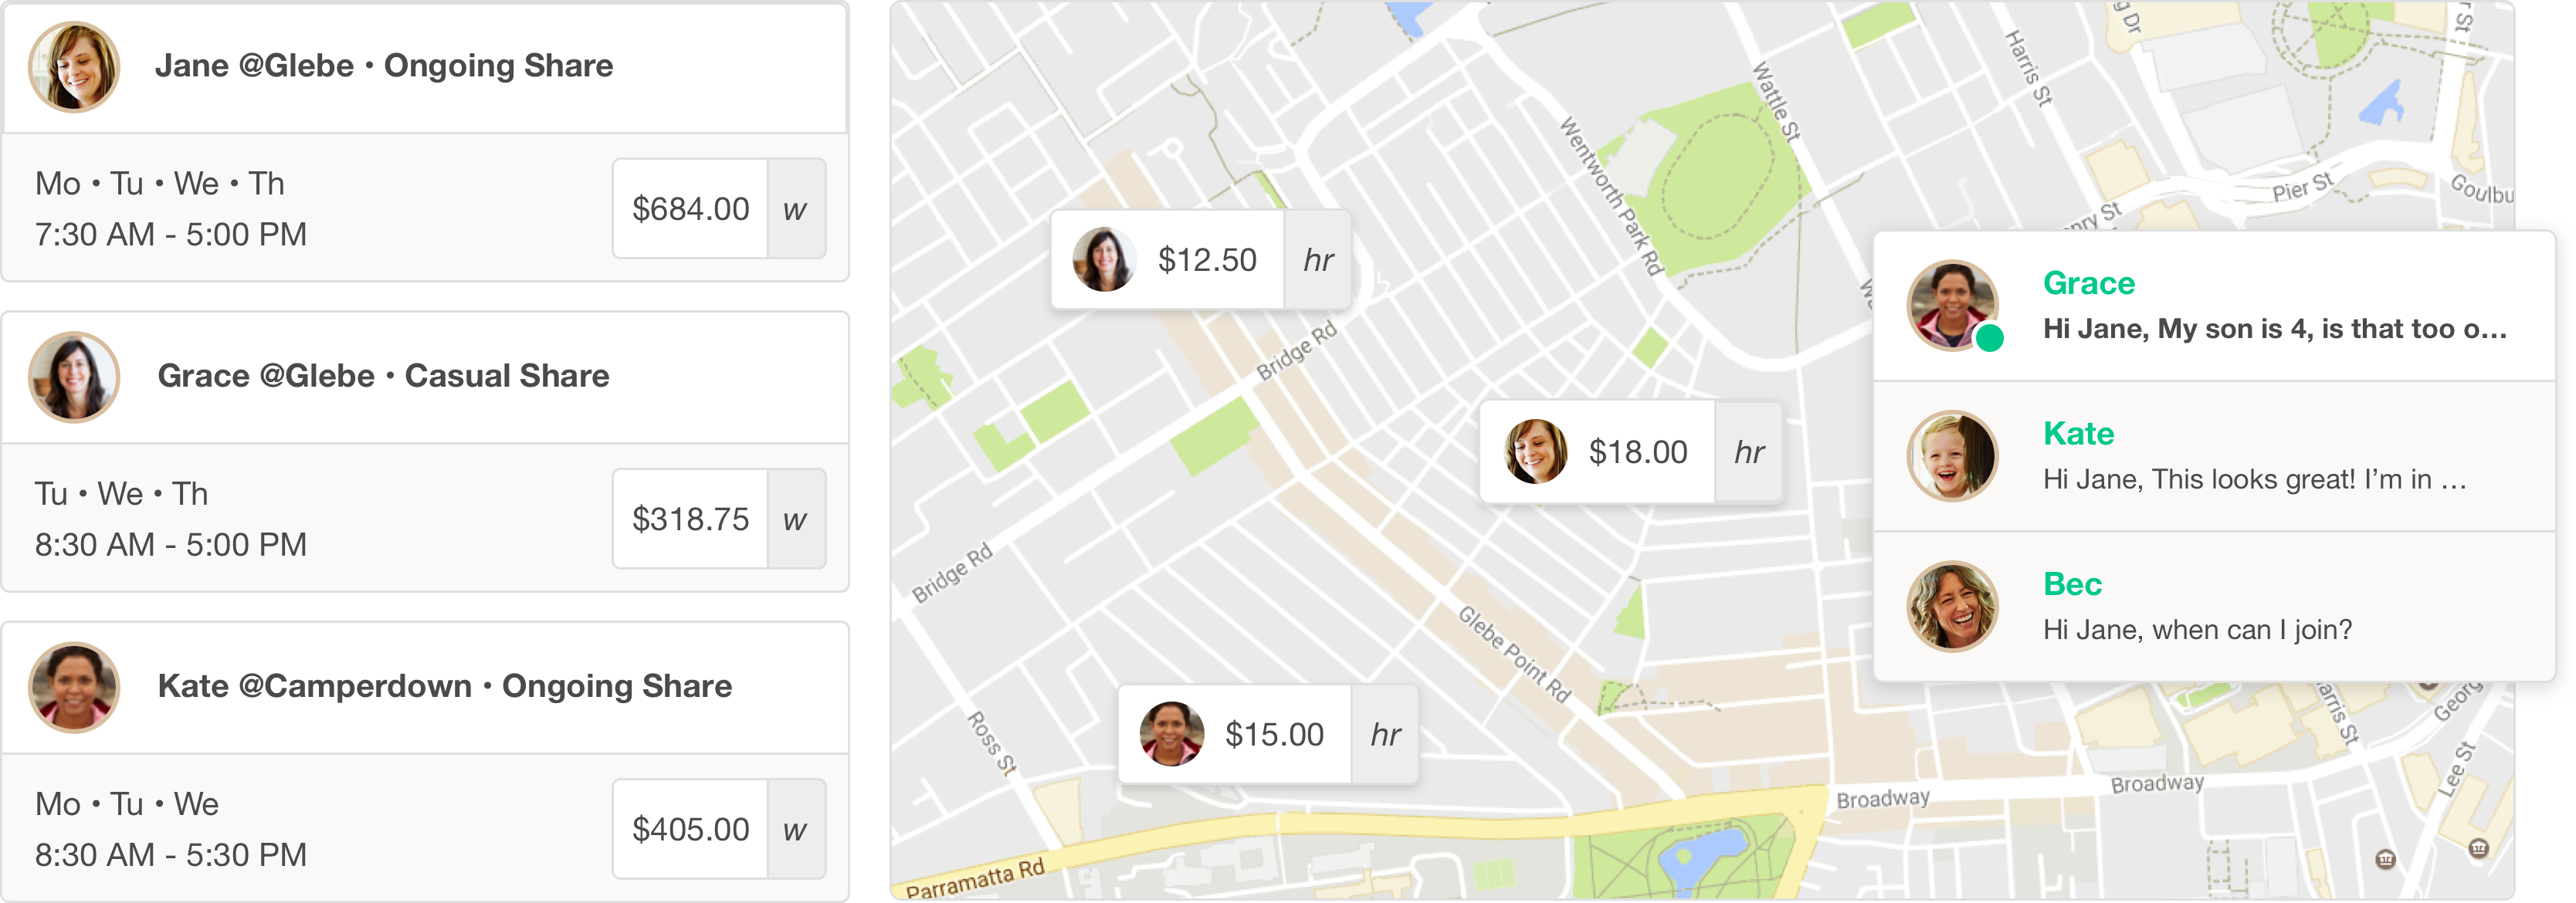 Jane @Glebe • Ongoing Share
Mo • Tu • We • Th
7:30 AM - 5:00 PM
$684.00 w
Grace @Glebe • Casual Share
Tu • We • Th
8:30 AM - 5:00 PM
$318.75 w
Kate @Camperdown • Ongoing Share
Mo • Tu • We
8:30 AM - 5:30 PM
$405.00 w
Wattle St
Harris St
Wentworth Park Rd
Pier St
Goulbu
$12.50 hr
Bridge Rd
$18.00 hr
Bridge Rd
Glebe Point Rd
$15.00 hr
Ross St
Parramatta Rd
Broadway
Broadway
Lee St
Georg
arris St
Grace
Hi Jane, My son is 4, is that too o...
Kate
Hi Jane, This looks great! I’m in …
Bec
Hi Jane, when can I join?